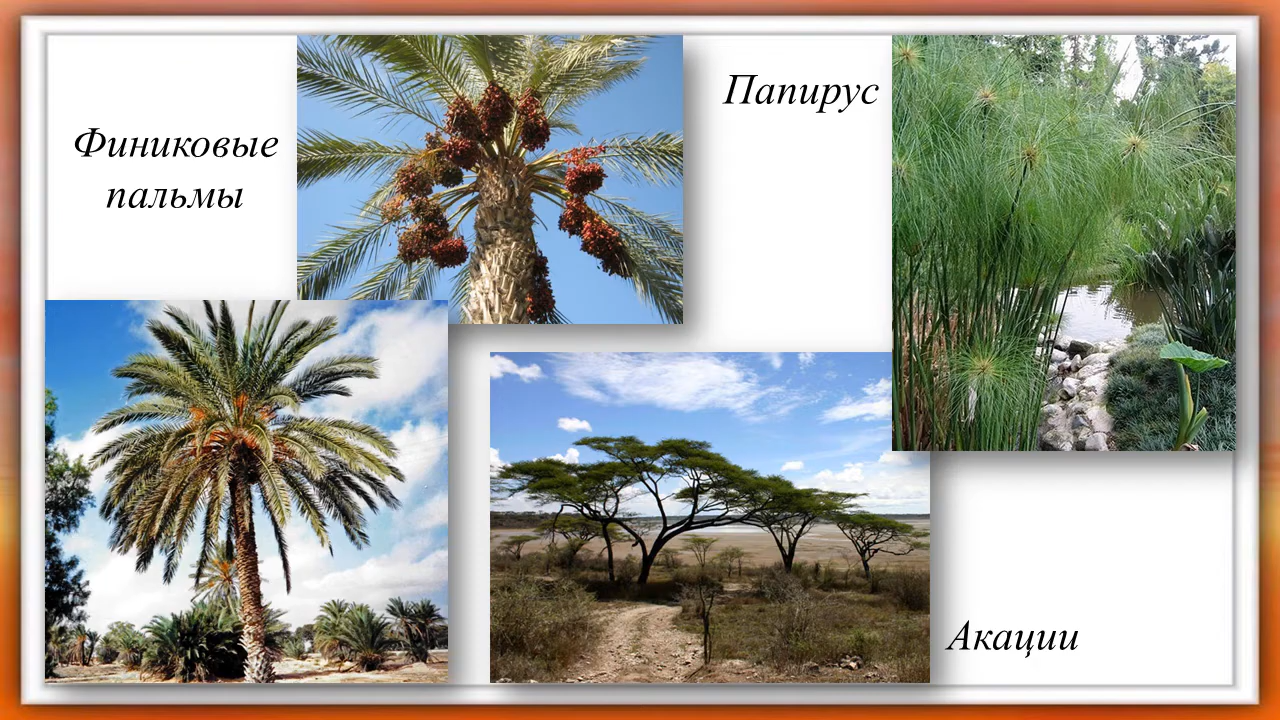 Финиковые
пальмы
Папирус
Акации